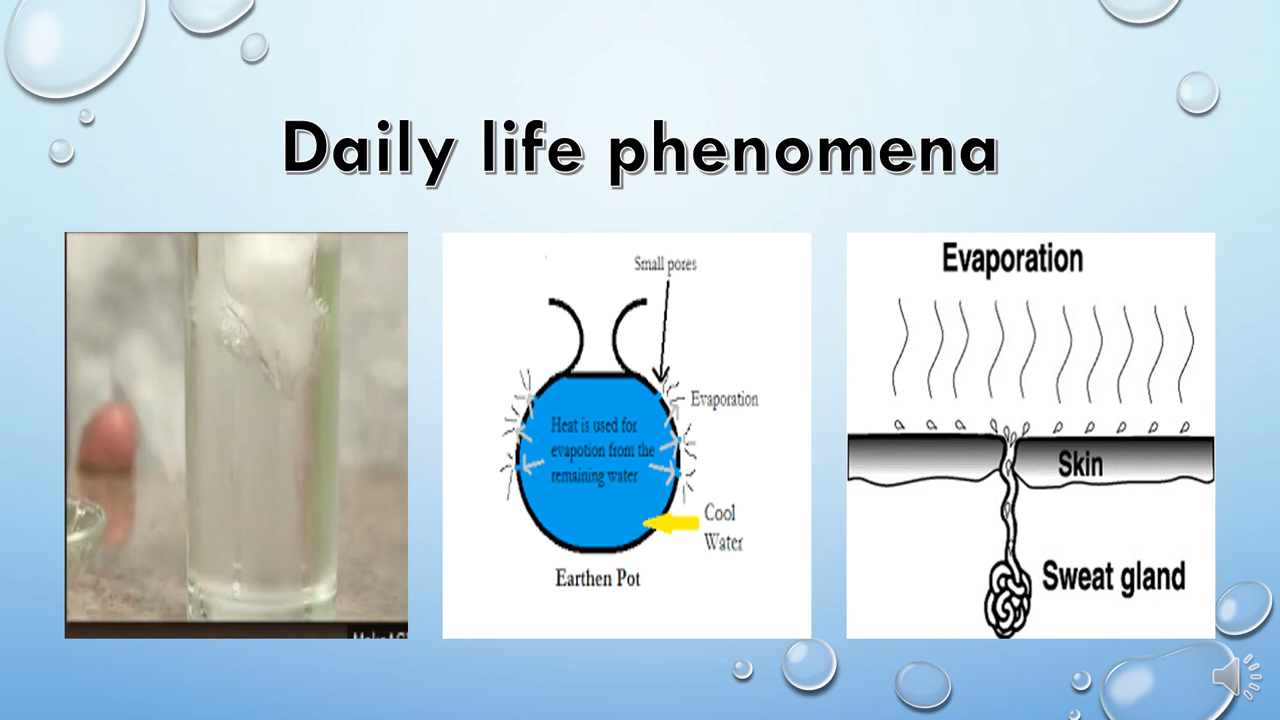 Daily life phenomena
Small pores
Evaporation
Heat is used for
evapotion from the
remaining water
Cool
Water
Earthen Pot
Evaporation
Skin
Sweat gland